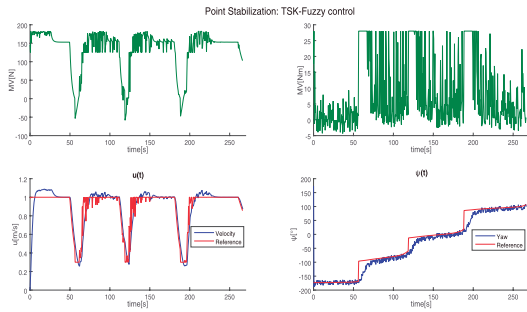 Point Stabilization: TSK-Fuzzy control
200
150
100
50
0
-50
-100
MV[N]
0 50 100 150 200 250
time[s]
30
25
20
15
10
5
0
-5
MV[Nm]
0 50 100 150 200 250
time[s]
u(t)
1.2
1
0.8
0.6
0.4
0.2
0
u[m/s]
Velocity
Reference
0 50 100 150 200 250
time[s]
ψ(t)
200
150
100
50
0
-50
-100
-150
-200
ψ[°]
Yaw
Reference
0 50 100 150 200 250
time[s]